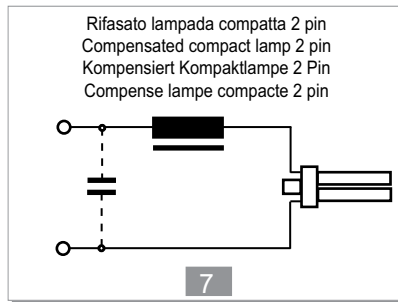 Rifasato lampada compatta 2 pin
Compensated compact lamp 2 pin
Kompensiert Kompaktlampe 2 Pin
Compense lampe compacte 2 pin
7